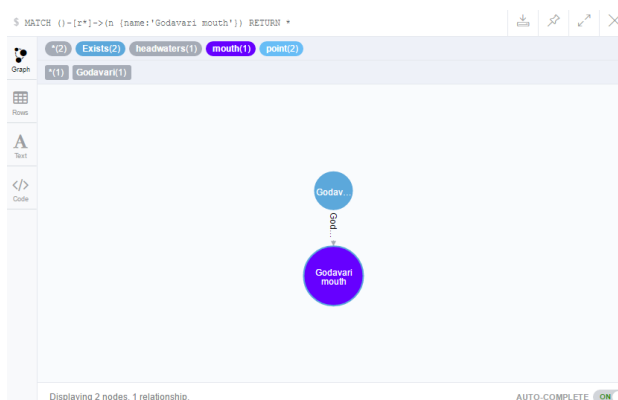 $ MATCH ()-[r*]->(n {name:'Godavari mouth'}) RETURN *
*(2) Exists(2) headwaters(1) mouth(1) point(2)
*(1) Godavari(1)
Graph
Rows
A
Text
</>
Code
Godav...
God...
Godavari
mouth
Displaying 2 nodes, 1 relationship.
AUTO-COMPLETE ON